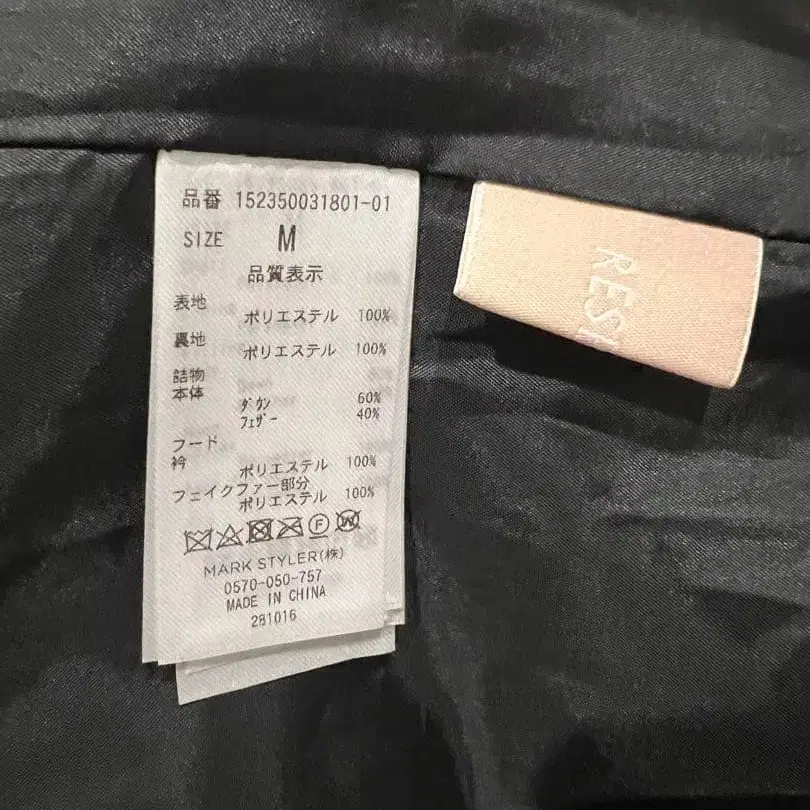 品番 152350031801-01
SIZE M
品質表示
表地 ポリエステル 100%
裏地 ポリエステル 100%
詰物
本体 ダウン 60%
フェザー 40%
フード
衿 ポリエステル 100%
フェイクファー部分
ポリエステル 100%
F W
MARK STYLER(株)
0570-050-757
MADE IN CHINA
281016